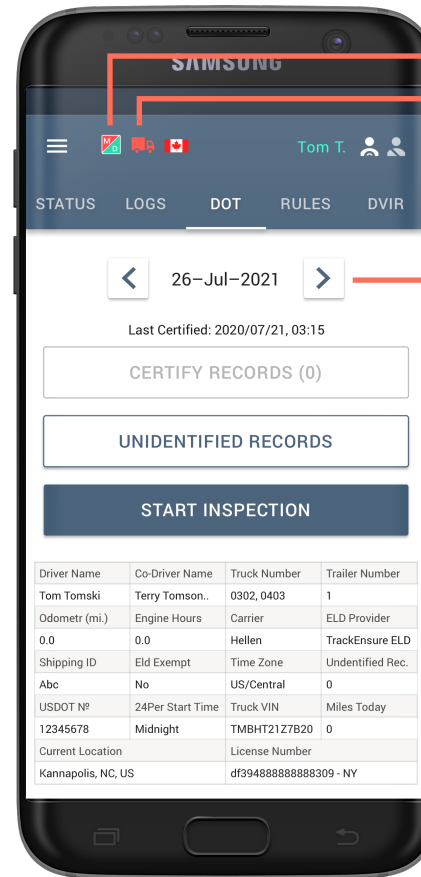 SAMSUNG
M D
Tom T.
STATUS LOGS DOT RULES DVIR
26–Jul–2021
Last Certified: 2020/07/21, 03:15
CERTIFY RECORDS (0)
UNIDENTIFIED RECORDS
START INSPECTION
Driver Name Co-Driver Name Truck Number Trailer Number
Tom Tomski Terry Tomson.. 0302, 0403 1
Odometr (mi.) Engine Hours Carrier ELD Provider
0.0 0.0 Hellen TrackEnsure ELD
Shipping ID Eld Exempt Time Zone Undentified Rec.
Abc No US/Central 0
USDOT Nº 24Per Start Time Truck VIN Miles Today
12345678 Midnight TMBHT21Z7B20 0
Current Location License Number
Kannapolis, NC, US df394888888888309 - NY